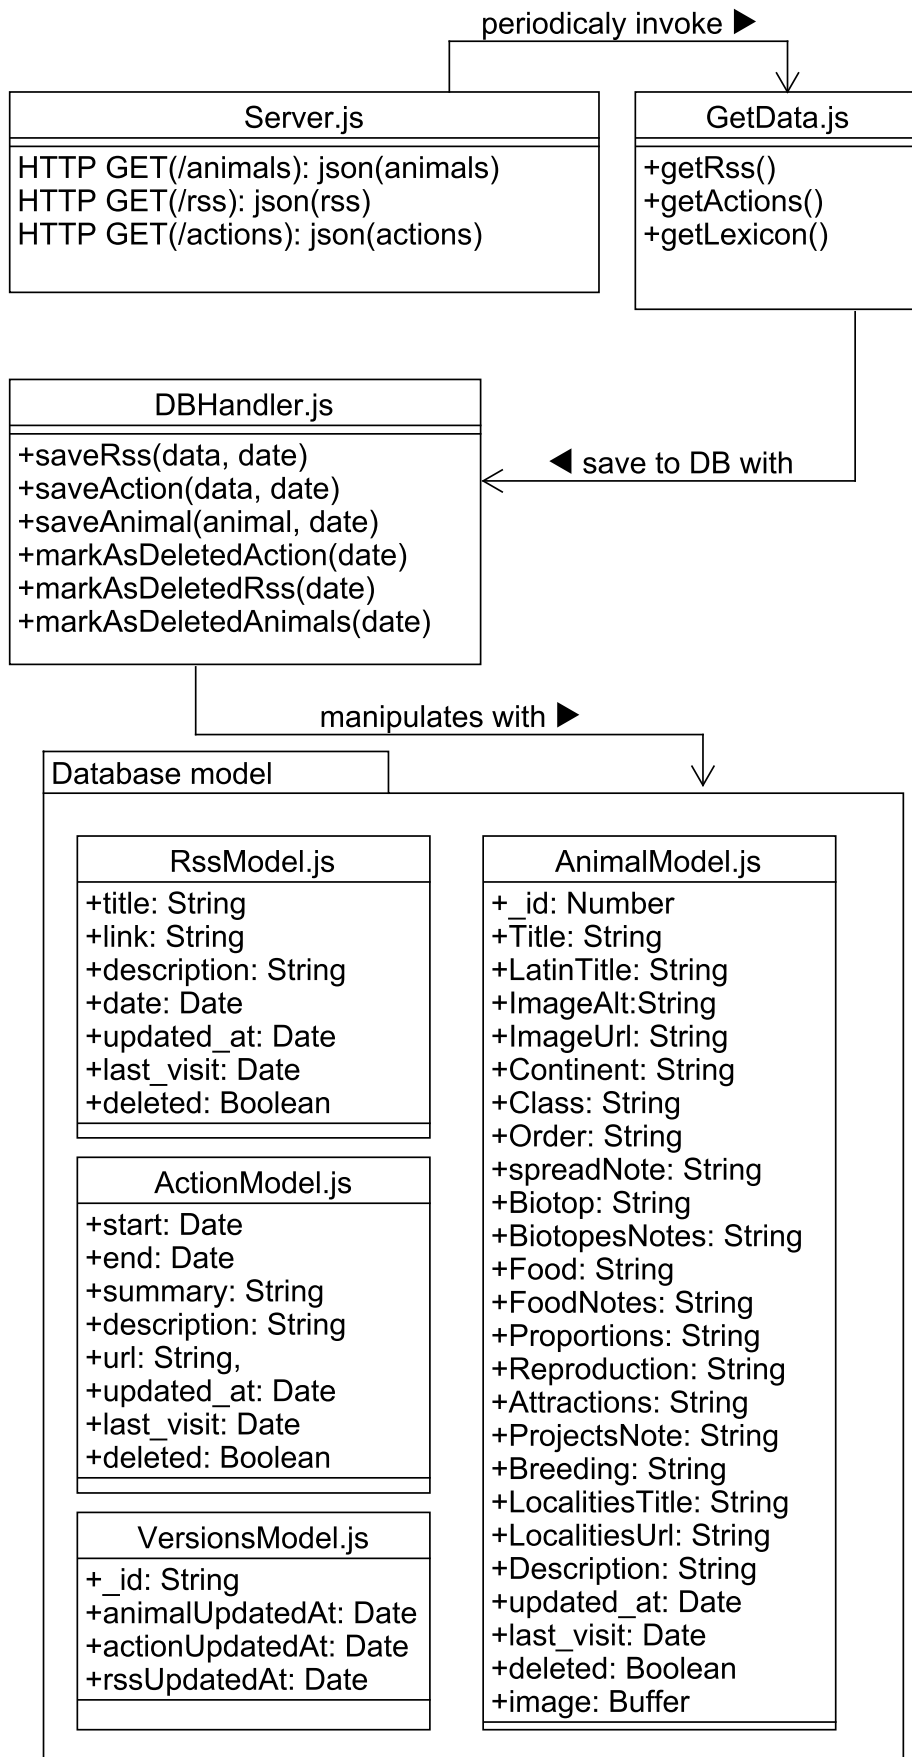 periodicaly invoke ▶
Server.js
HTTP GET(/animals): json(animals)
HTTP GET(/rss): json(rss)
HTTP GET(/actions): json(actions)
GetData.js
+getRss()
+getActions()
+getLexicon()
DBHandler.js
+saveRss(data, date)
+saveAction(data, date)
+saveAnimal(animal, date)
+markAsDeletedAction(date)
+markAsDeletedRss(date)
+markAsDeletedAnimals(date)
◀ save to DB with
manipulates with ▶
Database model
RssModel.js
+title: String
+link: String
+description: String
+date: Date
+updated_at: Date
+last_visit: Date
+deleted: Boolean
ActionModel.js
+start: Date
+end: Date
+summary: String
+description: String
+url: String,
+updated_at: Date
+last_visit: Date
+deleted: Boolean
VersionsModel.js
+_id: String
+animalUpdatedAt: Date
+actionUpdatedAt: Date
+rssUpdatedAt: Date
AnimalModel.js
+_id: Number
+Title: String
+LatinTitle: String
+ImageAlt:String
+ImageUrl: String
+Continent: String
+Class: String
+Order: String
+spreadNote: String
+Biotop: String
+BiotopesNotes: String
+Food: String
+FoodNotes: String
+Proportions: String
+Reproduction: String
+Attractions: String
+ProjectsNote: String
+Breeding: String
+LocalitiesTitle: String
+LocalitiesUrl: String
+Description: String
+updated_at: Date
+last_visit: Date
+deleted: Boolean
+image: Buffer